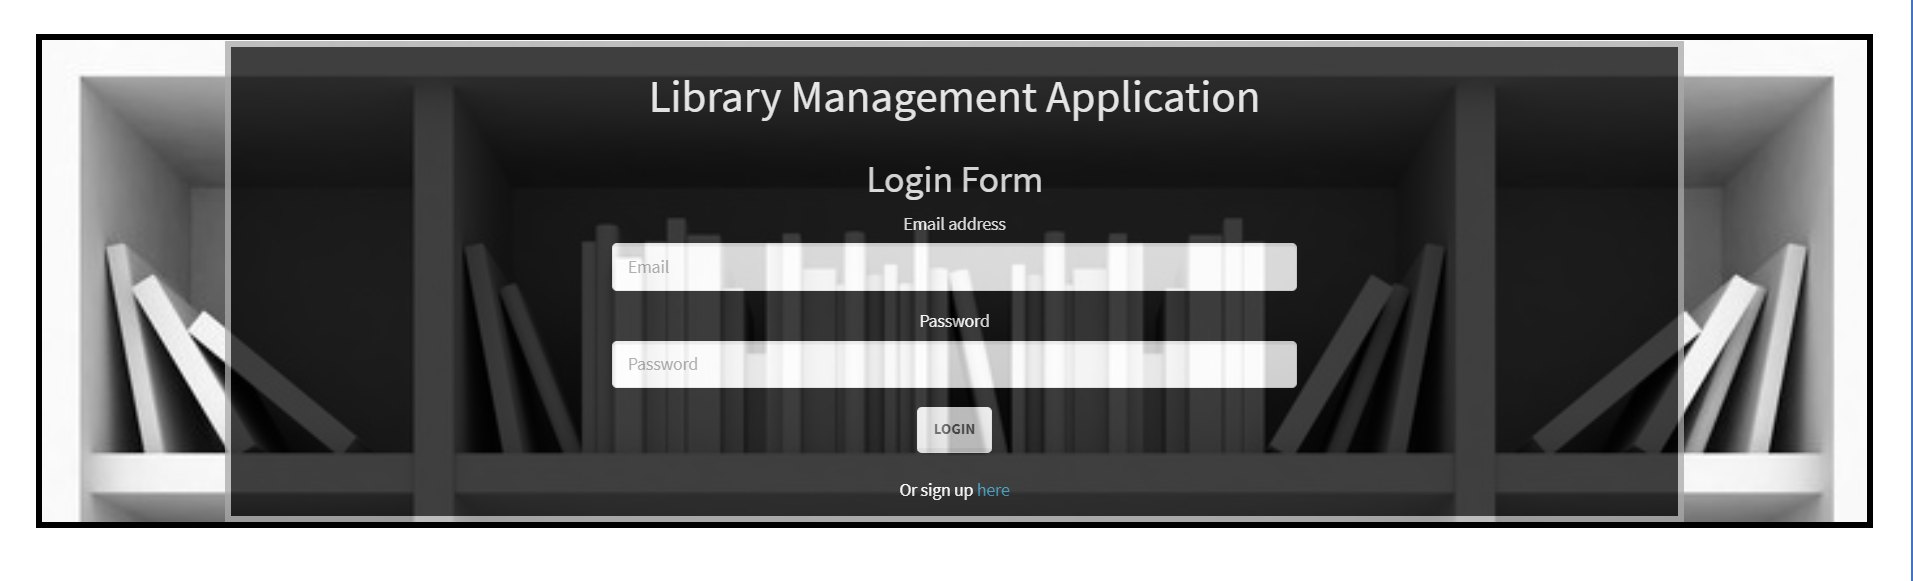 Library Management Application
Login Form
Email address
Email
Password
Password
LOGIN
Or sign up here